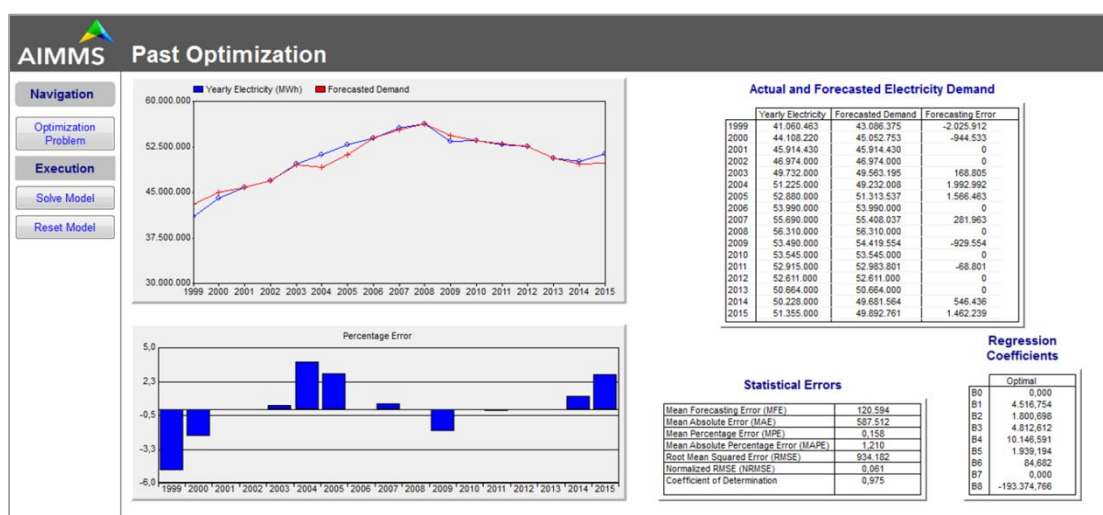 AIMMS
Past Optimization
Navigation
Optimization
Problem
Execution
Solve Model
Reset Model
Yearly Electricity (MWh) Forecasted Demand
60.000.000
52.500.000
45.000.000
37.500.000
30.000.000
1999 2000 2001 2002 2003 2004 2005 2006 2007 2008 2009 2010 2011 2012 2013 2014 2015
Percentage Error
5,0
2,3
-0,5
-3,3
-6,0
1999 2000 2001 2002 2003 2004 2005 2006 2007 2008 2009 2010 2011 2012 2013 2014 2015
Actual and Forecasted Electricity Demand
Yearly Electricity Forecasted Demand Forecasting Error
1999 41.060.463 43.086.375 -2.025.912
2000 44.108.220 45.052.753 -944.533
2001 45.914.430 45.914.430 0
2002 46.974.000 46.974.000 0
2003 49.732.000 49.563.195 168.805
2004 51.225.000 49.232.008 1.992.992
2005 52.880.000 51.313.537 1.566.463
2006 53.990.000 53.990.000 0
2007 55.690.000 55.408.037 281.963
2008 56.310.000 56.310.000 0
2009 53.490.000 54.419.554 -929.554
2010 53.545.000 53.545.000 0
2011 52.915.000 52.983.801 -68.801
2012 52.611.000 52.611.000 0
2013 50.664.000 50.664.000 0
2014 50.228.000 49.681.564 546.436
2015 51.355.000 49.892.761 1.462.239
Statistical Errors
Mean Forecasting Error (MFE) 120.594
Mean Absolute Error (MAE) 587.512
Mean Percentage Error (MPE) 0,158
Mean Absolute Percentage Error (MAPE) 1,210
Root Mean Squared Error (RMSE) 934.182
Normalized RMSE (NRMSE) 0,061
Coefficient of Determination 0,975
Regression
Coefficients
Optimal
B0 0,000
B1 4.516,754
B2 1.800,698
B3 4.812,612
B4 10.146,591
B5 1.939,194
B6 84,682
B7 0,000
B8 -193.374,766